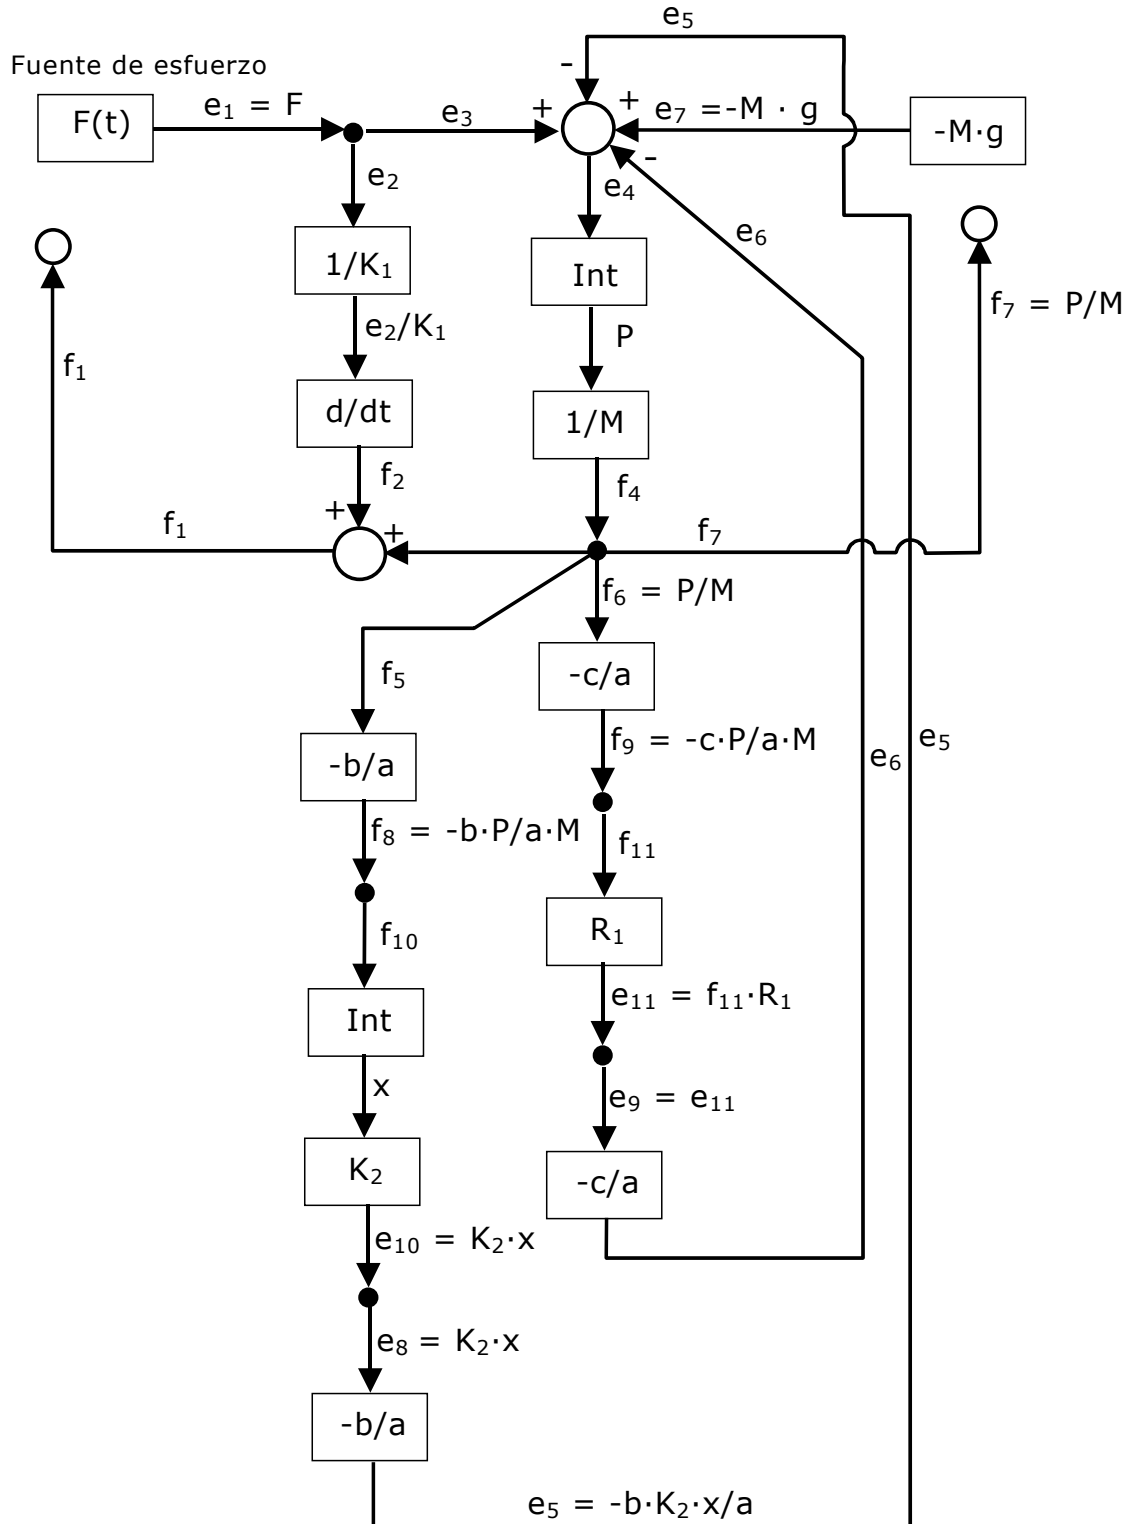 e₅
Fuente de esfuerzo
-
F(t)
e₁ = F
e₃
+
+
e₇ =-M · g
-M·g
-
e₂
e₄
e₆
1/K₁
Int
f₇ = P/M
e₂/K₁
P
f₁
d/dt
1/M
f₂
f₄
+
f₁
+
f₇
f₆ = P/M
f₅
-c/a
f₉ = -c·P/a·M
e₆
e₅
-b/a
f₈ = -b·P/a·M
f₁₁
R₁
f₁₀
e₁₁ = f₁₁·R₁
Int
x
e₉ = e₁₁
K₂
-c/a
e₁₀ = K₂·x
e₈ = K₂·x
-b/a
e₅ = -b·K₂·x/a